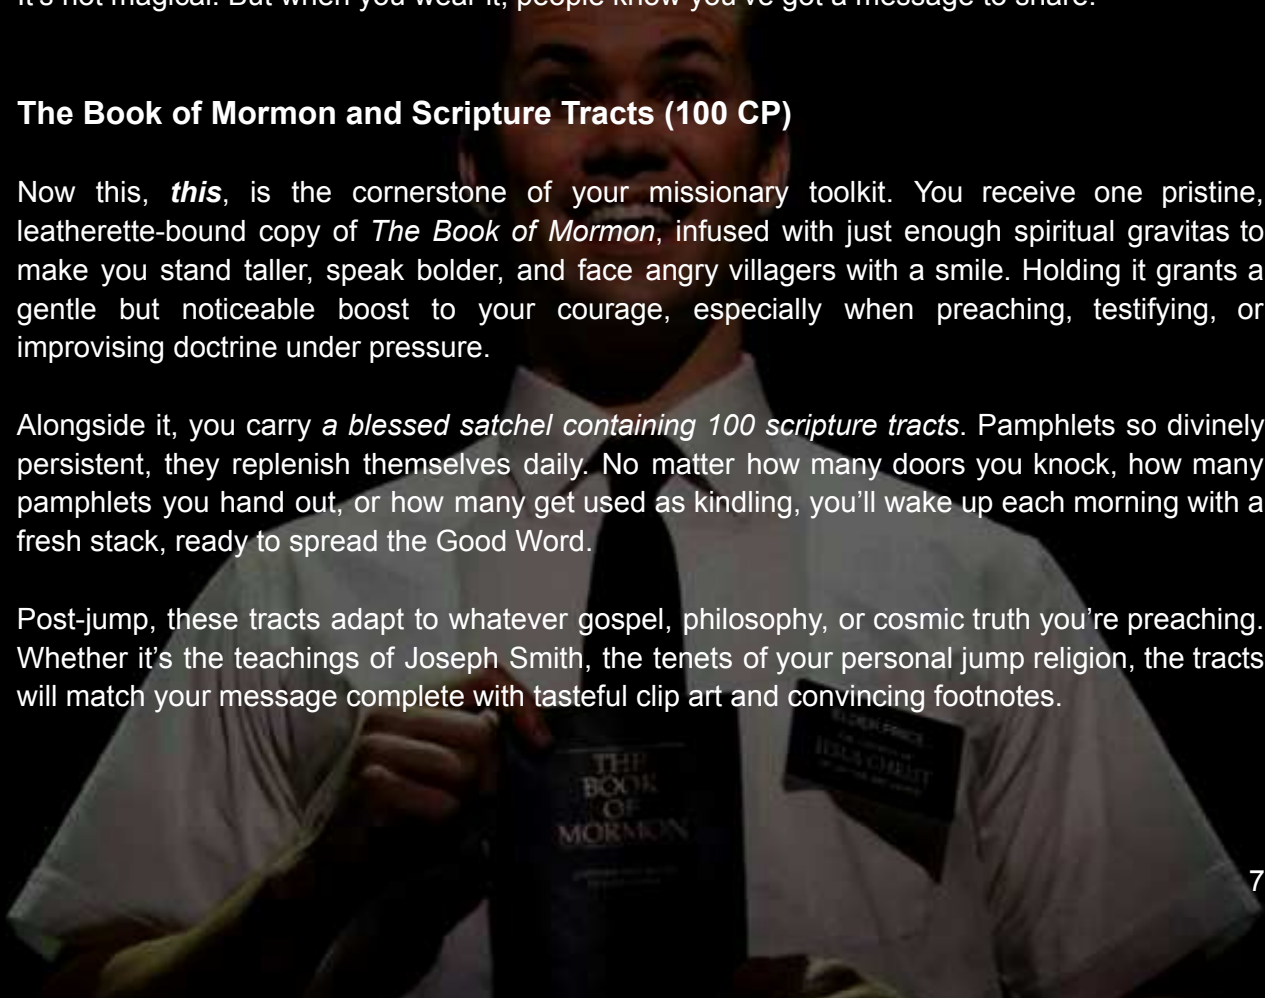 It's not magical. But when you wear it, people know you've got a message to share.
The Book of Mormon and Scripture Tracts (100 CP)
Now this, this, is the cornerstone of your missionary toolkit. You receive one pristine,
leatherette-bound copy of The Book of Mormon, infused with just enough spiritual gravitas to
make you stand taller, speak bolder, and face angry villagers with a smile. Holding it grants a
gentle but noticeable boost to your courage, especially when preaching, testifying, or
improvising doctrine under pressure.
Alongside it, you carry a blessed satchel containing 100 scripture tracts. Pamphlets so divinely
persistent, they replenish themselves daily. No matter how many doors you knock, how many
pamphlets you hand out, or how many get used as kindling, you'll wake up each morning with a
fresh stack, ready to spread the Good Word.
Post-jump, these tracts adapt to whatever gospel, philosophy, or cosmic truth you're preaching.
Whether it's the teachings of Joseph Smith, the tenets of your personal jump religion, the tracts
will match your message complete with tasteful clip art and convincing footnotes.
ELDER PRICE
JESUS CHRIST
THE
BOOK
OF
MORMON
7